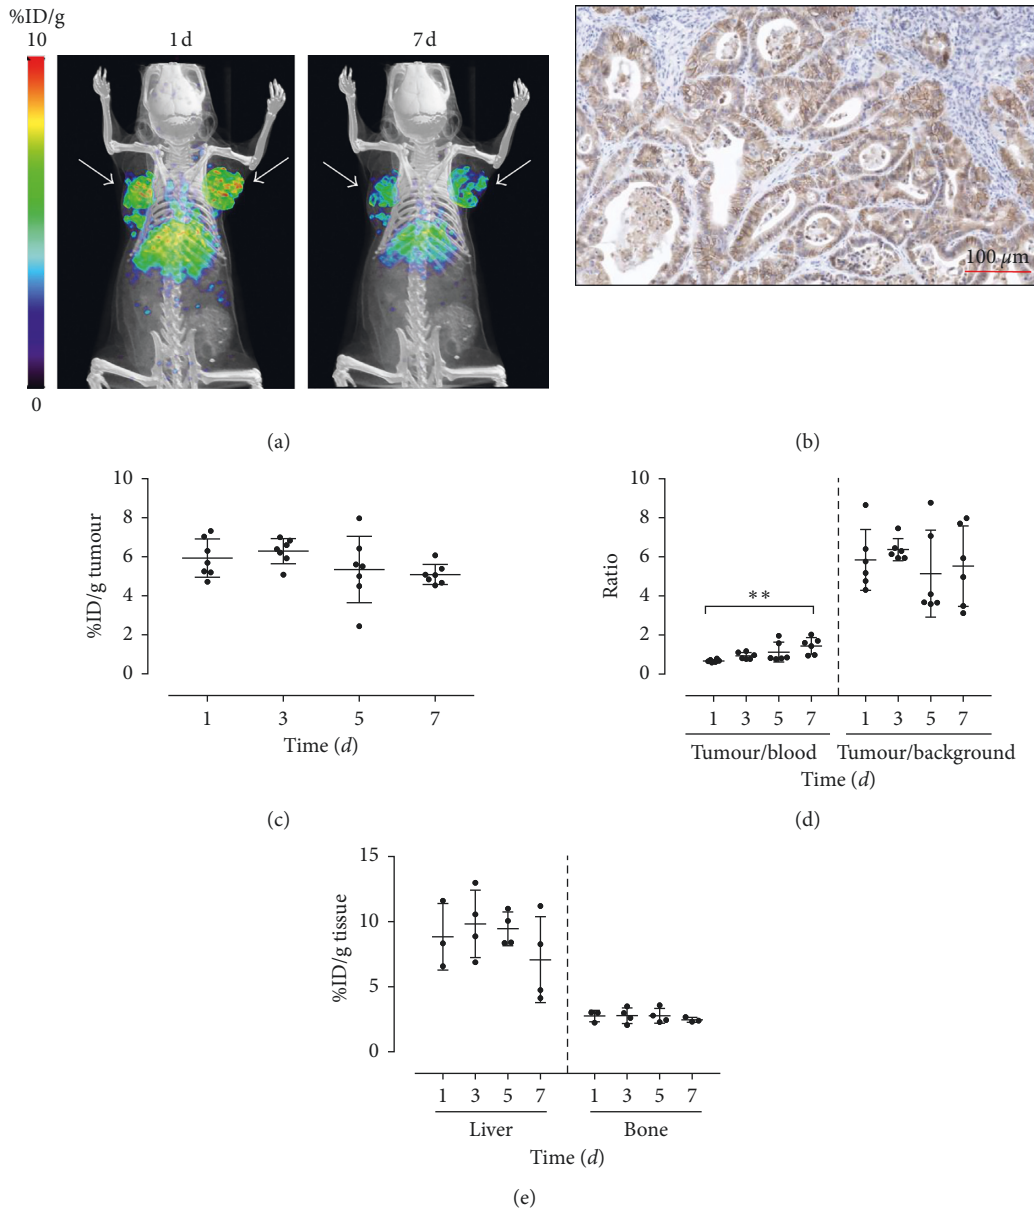 %ID/g
10
1 d
7 d
0
(a)
100 μm
(b)
10
8
6
4
2
0
%ID/g tumour
1 3 5 7
Time (d)
(c)
10
8
6
4
2
0
Ratio
**
1 3 5 7 1 3 5 7
Tumour/blood Tumour/background
Time (d)
(d)
15
10
5
0
%ID/g tissue
1 3 5 7 1 3 5 7
Liver Bone
Time (d)
(e)